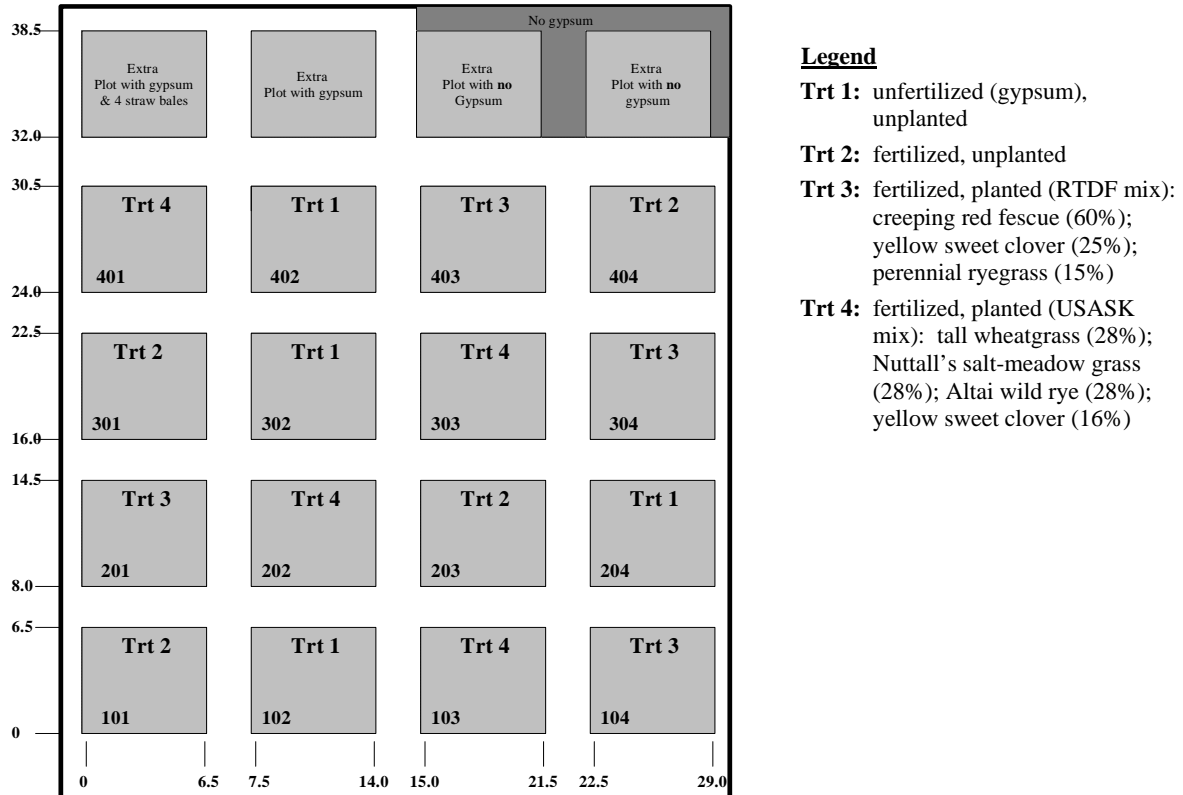 No gypsum
38.5
Extra
Plot with gypsum
& 4 straw bales
Extra
Plot with gypsum
Extra
Plot with no
Gypsum
Extra
Plot with no
gypsum
32.0
30.5
Trt 4
Trt 1
Trt 3
Trt 2
401
402
403
404
24.0
22.5
Trt 2
Trt 1
Trt 4
Trt 3
301
302
303
304
16.0
14.5
Trt 3
Trt 4
Trt 2
Trt 1
201
202
203
204
8.0
6.5
Trt 2
Trt 1
Trt 4
Trt 3
101
102
103
104
0
0
6.5
7.5
14.0
15.0
21.5
22.5
29.0
Legend
Trt 1: unfertilized (gypsum),
unplanted
Trt 2: fertilized, unplanted
Trt 3: fertilized, planted (RTDF mix):
creeping red fescue (60%);
yellow sweet clover (25%);
perennial ryegrass (15%)
Trt 4: fertilized, planted (USASK
mix): tall wheatgrass (28%);
Nuttall’s salt-meadow grass
(28%); Altai wild rye (28%);
yellow sweet clover (16%)